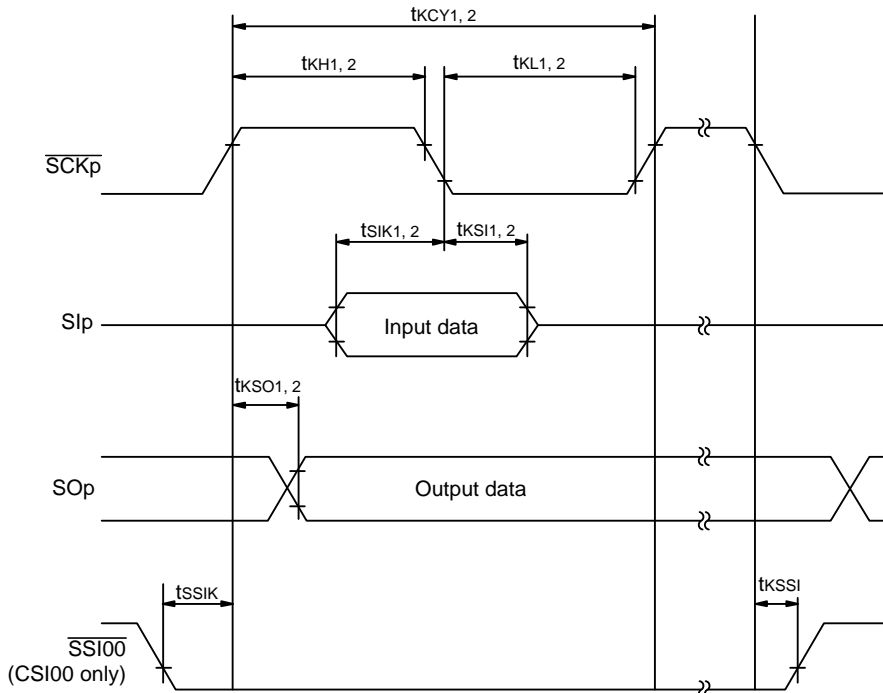 tKCY1, 2
tKH1, 2
tKL1, 2
SCKp
tSIK1, 2
tKSI1, 2
SIp
Input data
tKSO1, 2
SOp
Output data
tSSIK
tKSSI
SSI00
(CSI00 only)